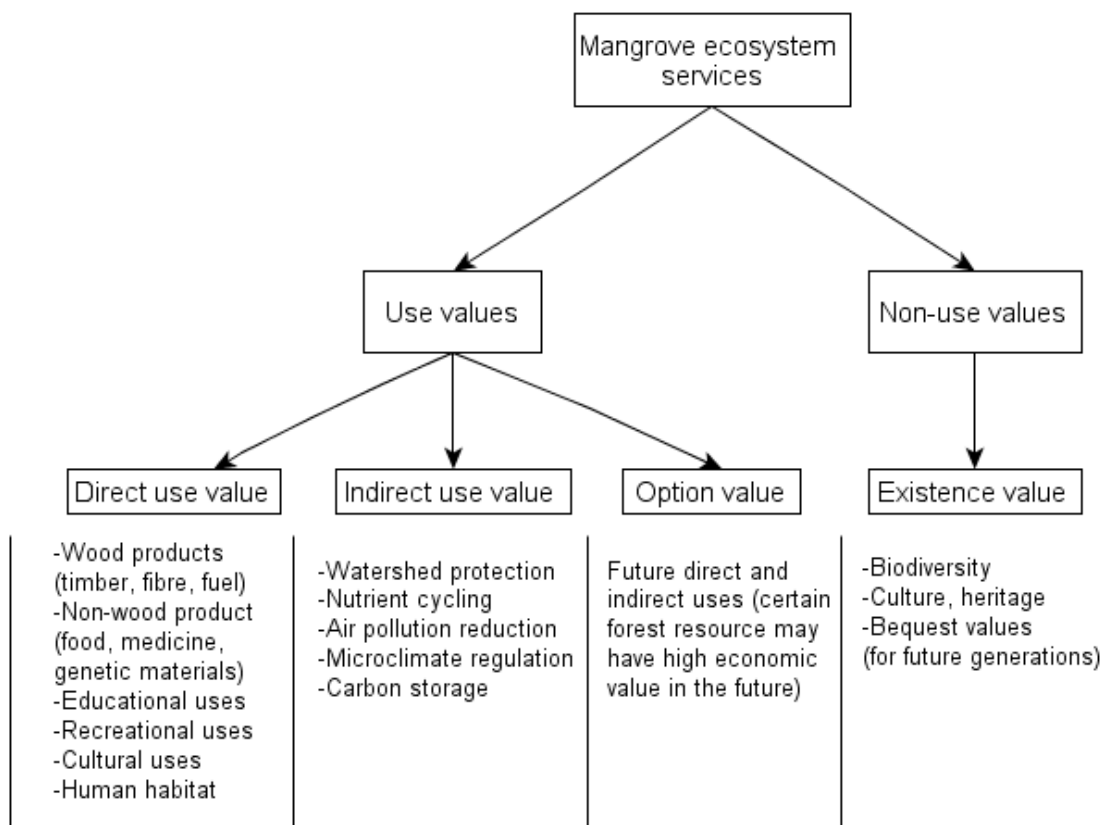 Mangrove ecosystem
services
Use values
Non-use values
Direct use value
Indirect use value
Option value
Existence value
-Wood products
(timber, fibre, fuel)
-Non-wood product
(food, medicine,
genetic materials)
-Educational uses
-Recreational uses
-Cultural uses
-Human habitat
-Watershed protection
-Nutrient cycling
-Air pollution reduction
-Microclimate regulation
-Carbon storage
Future direct and
indirect uses (certain
forest resource may
have high economic
value in the future)
-Biodiversity
-Culture, heritage
-Bequest values
(for future generations)